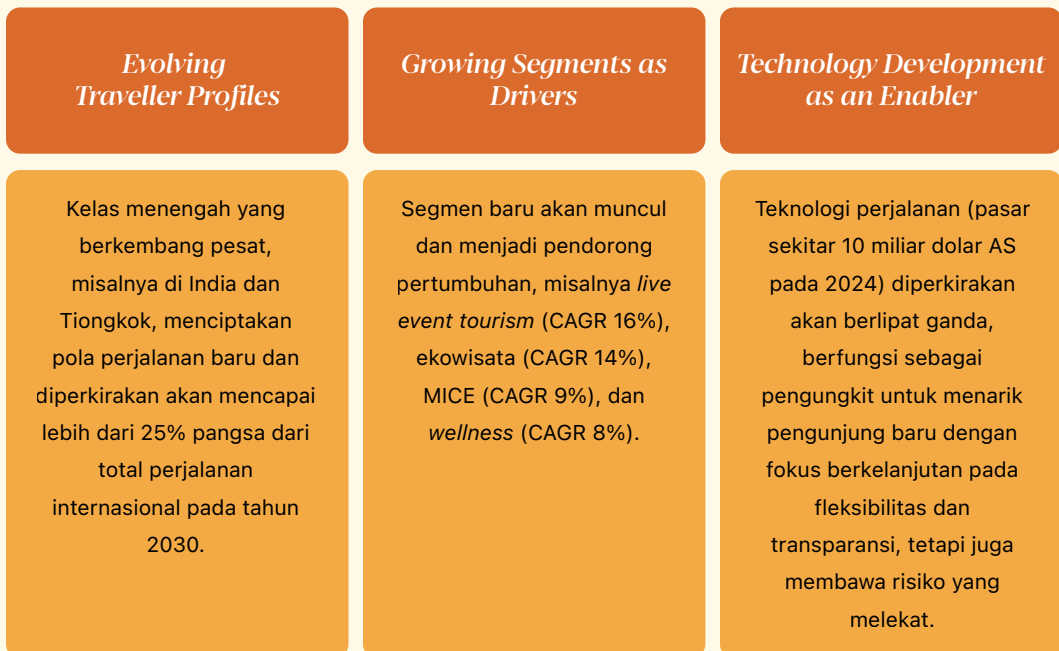 Evolving
Traveller Profiles
Kelas menengah yang
berkembang pesat,
misalnya di India dan
Tiongkok, menciptakan
pola perjalanan baru dan
diperkirakan akan mencapai
lebih dari 25% pangsa dari
total perjalanan
internasional pada tahun
2030.
Growing Segments as
Drivers
Segmen baru akan muncul
dan menjadi pendorong
pertumbuhan, misalnya live
event tourism (CAGR 16%),
ekowisata (CAGR 14%),
MICE (CAGR 9%), dan
wellness (CAGR 8%).
Technology Development
as an Enabler
Teknologi perjalanan (pasar
sekitar 10 miliar dolar AS
pada 2024) diperkirakan
akan berlipat ganda,
berfungsi sebagai
pengungkit untuk menarik
pengunjung baru dengan
fokus berkelanjutan pada
fleksibilitas dan
transparansi, tetapi juga
membawa risiko yang
melekat.